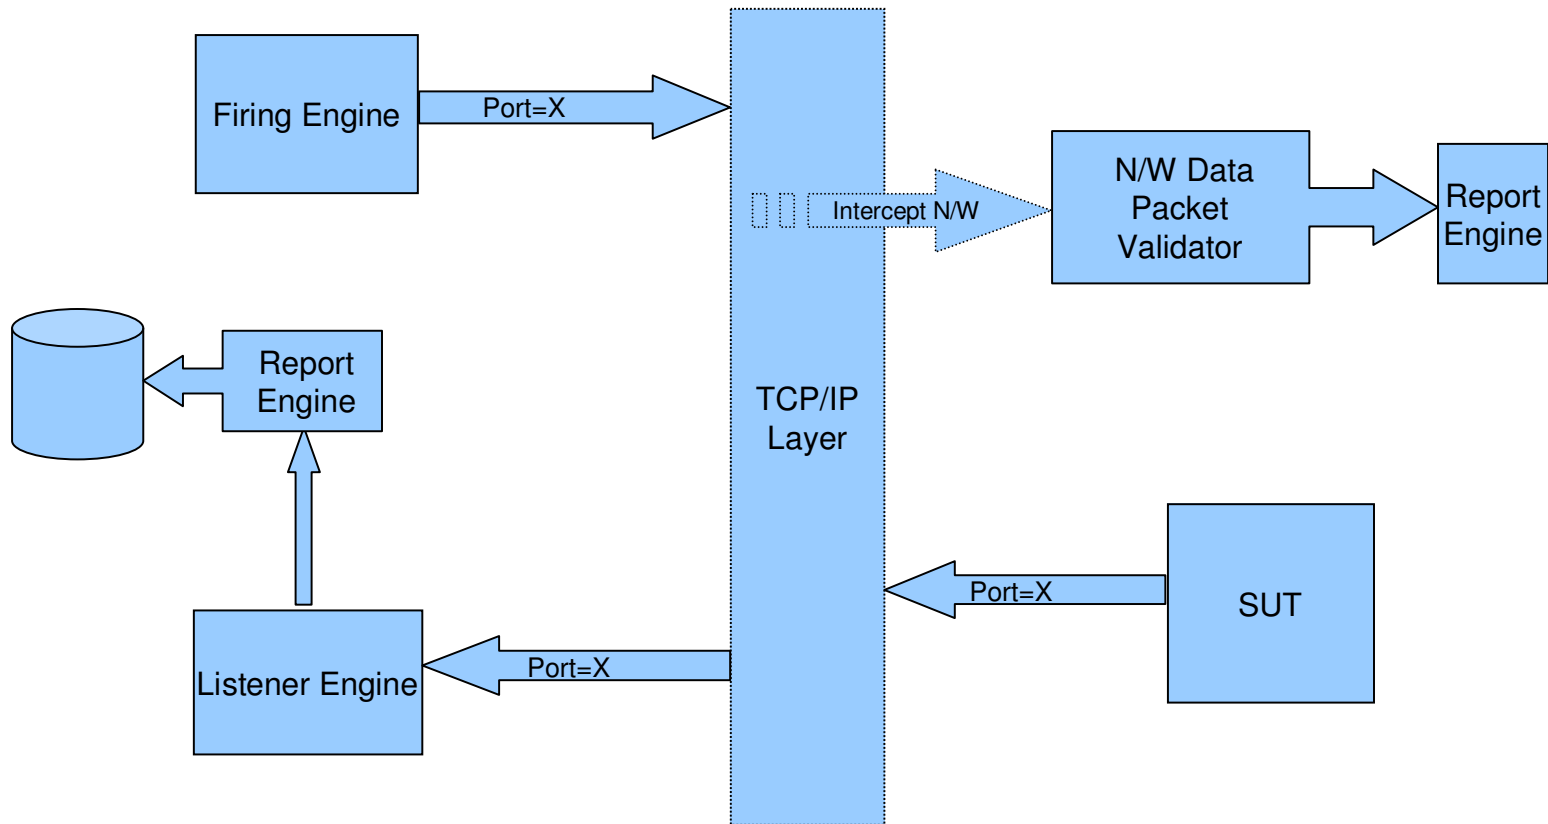 Firing Engine
Port=X
Intercept N/W
N/W Data
Packet
Validator
Report
Engine
Report
Engine
TCP/IP
Layer
Port=X
SUT
Port=X
Listener Engine